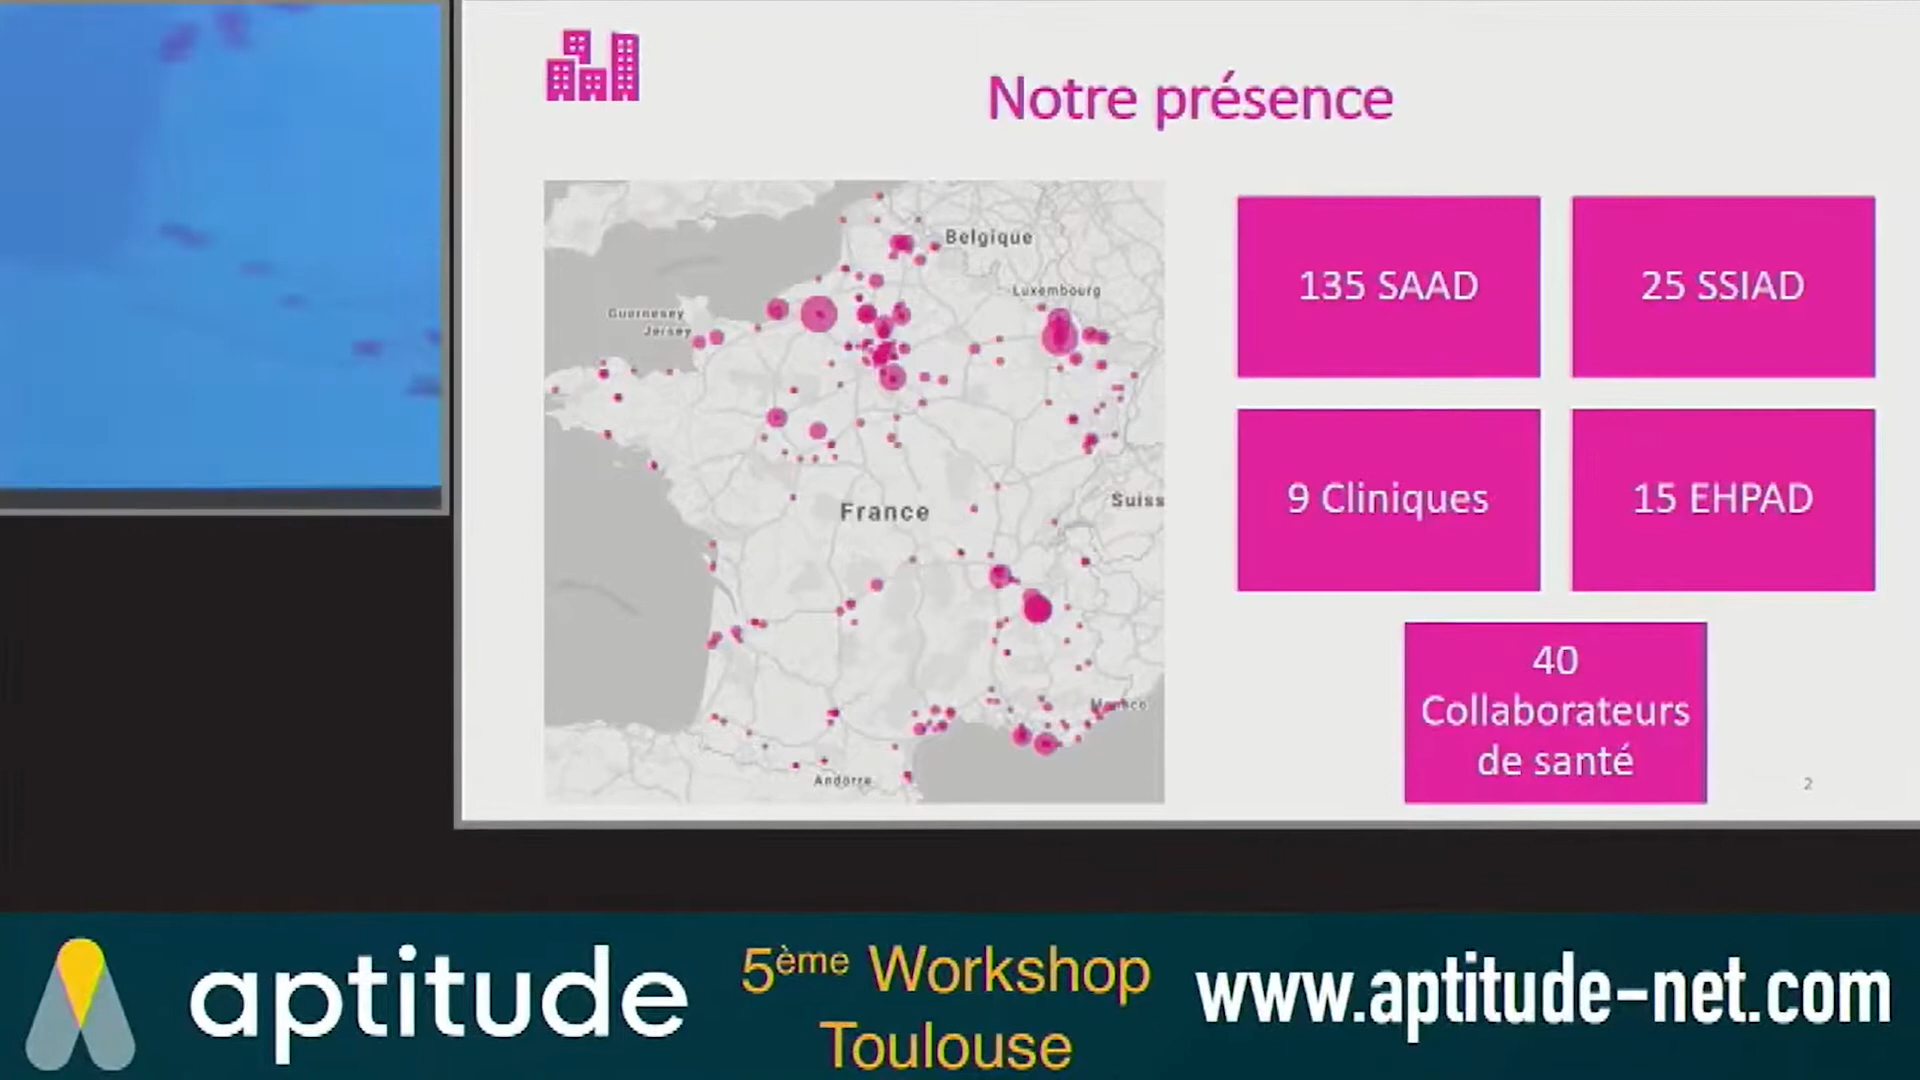 Notre présence
Belgique
Luxembourg
Guernesey
Jersey
France
Suiss
Monaco
Andorre
135 SAAD
25 SSIAD
9 Cliniques
15 EHPAD
40
Collaborateurs
de santé
2
aptitude
5ème Workshop
Toulouse
www.aptitude-net.com